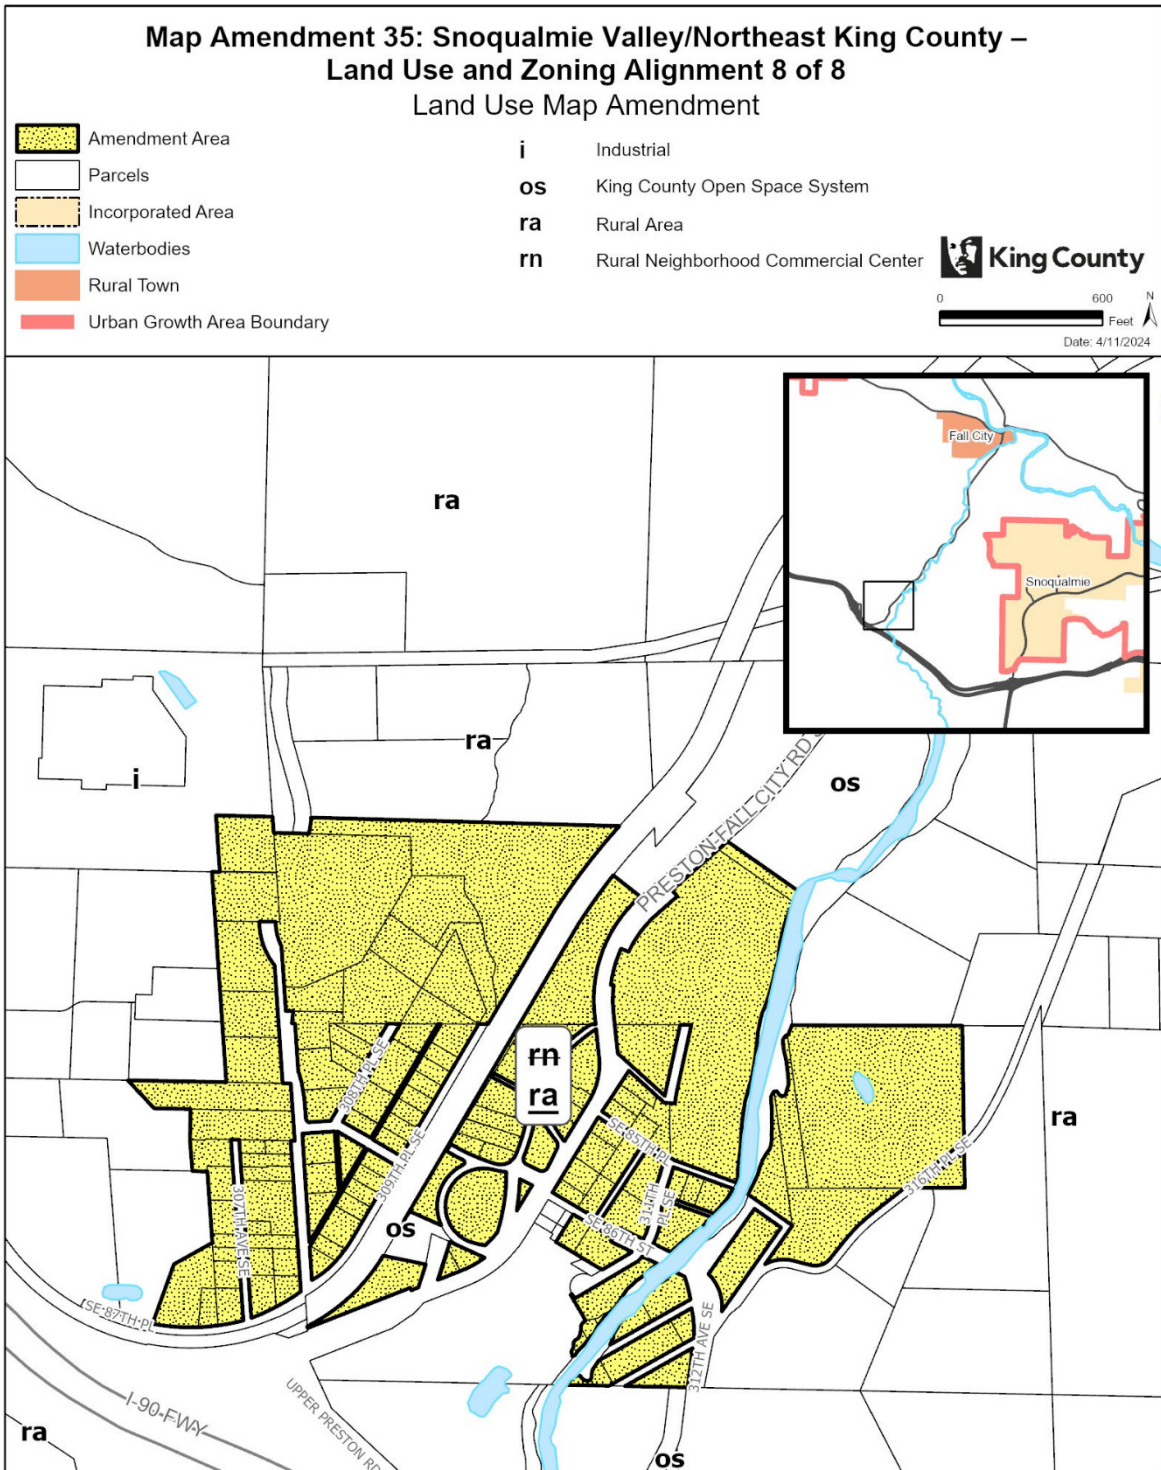 Map Amendment 35: Snoqualmie Valley/Northeast King County –
Land Use and Zoning Alignment 8 of 8
Land Use Map Amendment
Amendment Area
Parcels
Incorporated Area
Waterbodies
Rural Town
Urban Growth Area Boundary
i Industrial
os King County Open Space System
ra Rural Area
rn Rural Neighborhood Commercial Center
King County
0 600
Feet
N
Date: 4/11/2024
Fall City
Snoqualmie
ra
ra
i
os
PRESTON-FALL CITY RD S
rn
ra
ra
308TH PL SE
309TH PL SE
307TH AVE SE
SE 85TH PL
314TH
PL SE
SE 86TH ST
316TH PL SE
os
SE 87TH PL
312TH AVE SE
I-90 FWY
UPPER PRESTON RD
ra
os